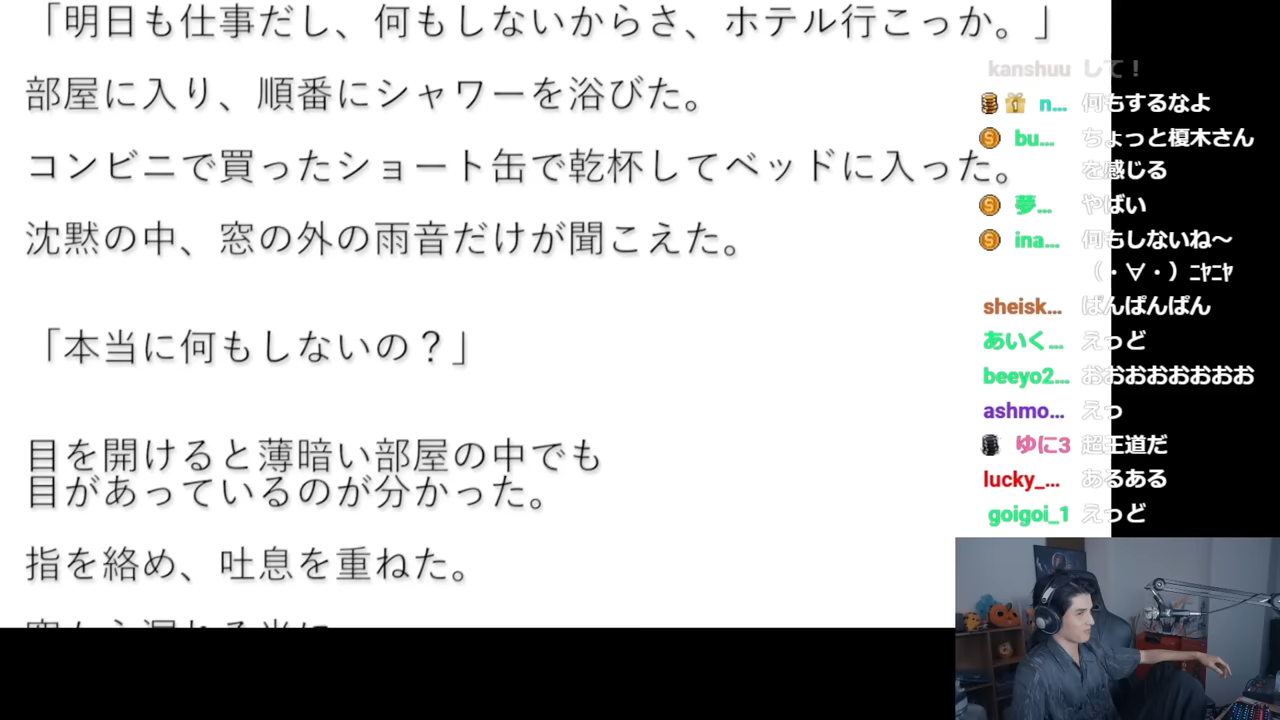 「明日も仕事だし、何もしないからさ、ホテル行こっか。」
部屋に入り、順番にシャワーを浴びた。
コンビニで買ったショート缶で乾杯してベッドに入った。
沈黙の中、窓の外の雨音だけが聞こえた。
「本当に何もしないの？」
目を開けると薄暗い部屋の中でも
目があっているのが分かった。
指を絡め、吐息を重ねた。
kanshuu して！
n... 何もするなよ
bu... ちょっと榎木さん
を感じる
夢... やばい
ina... 何もしないね〜
（・∀・）ﾆﾔﾆﾔ
sheisk... ぱんぱんぱん
あいく... えっど
beeyo2... おおおおおおおお
ashmo... えっ
ゆに3 超王道だ
lucky_... あるある
goigoi_1 えっど